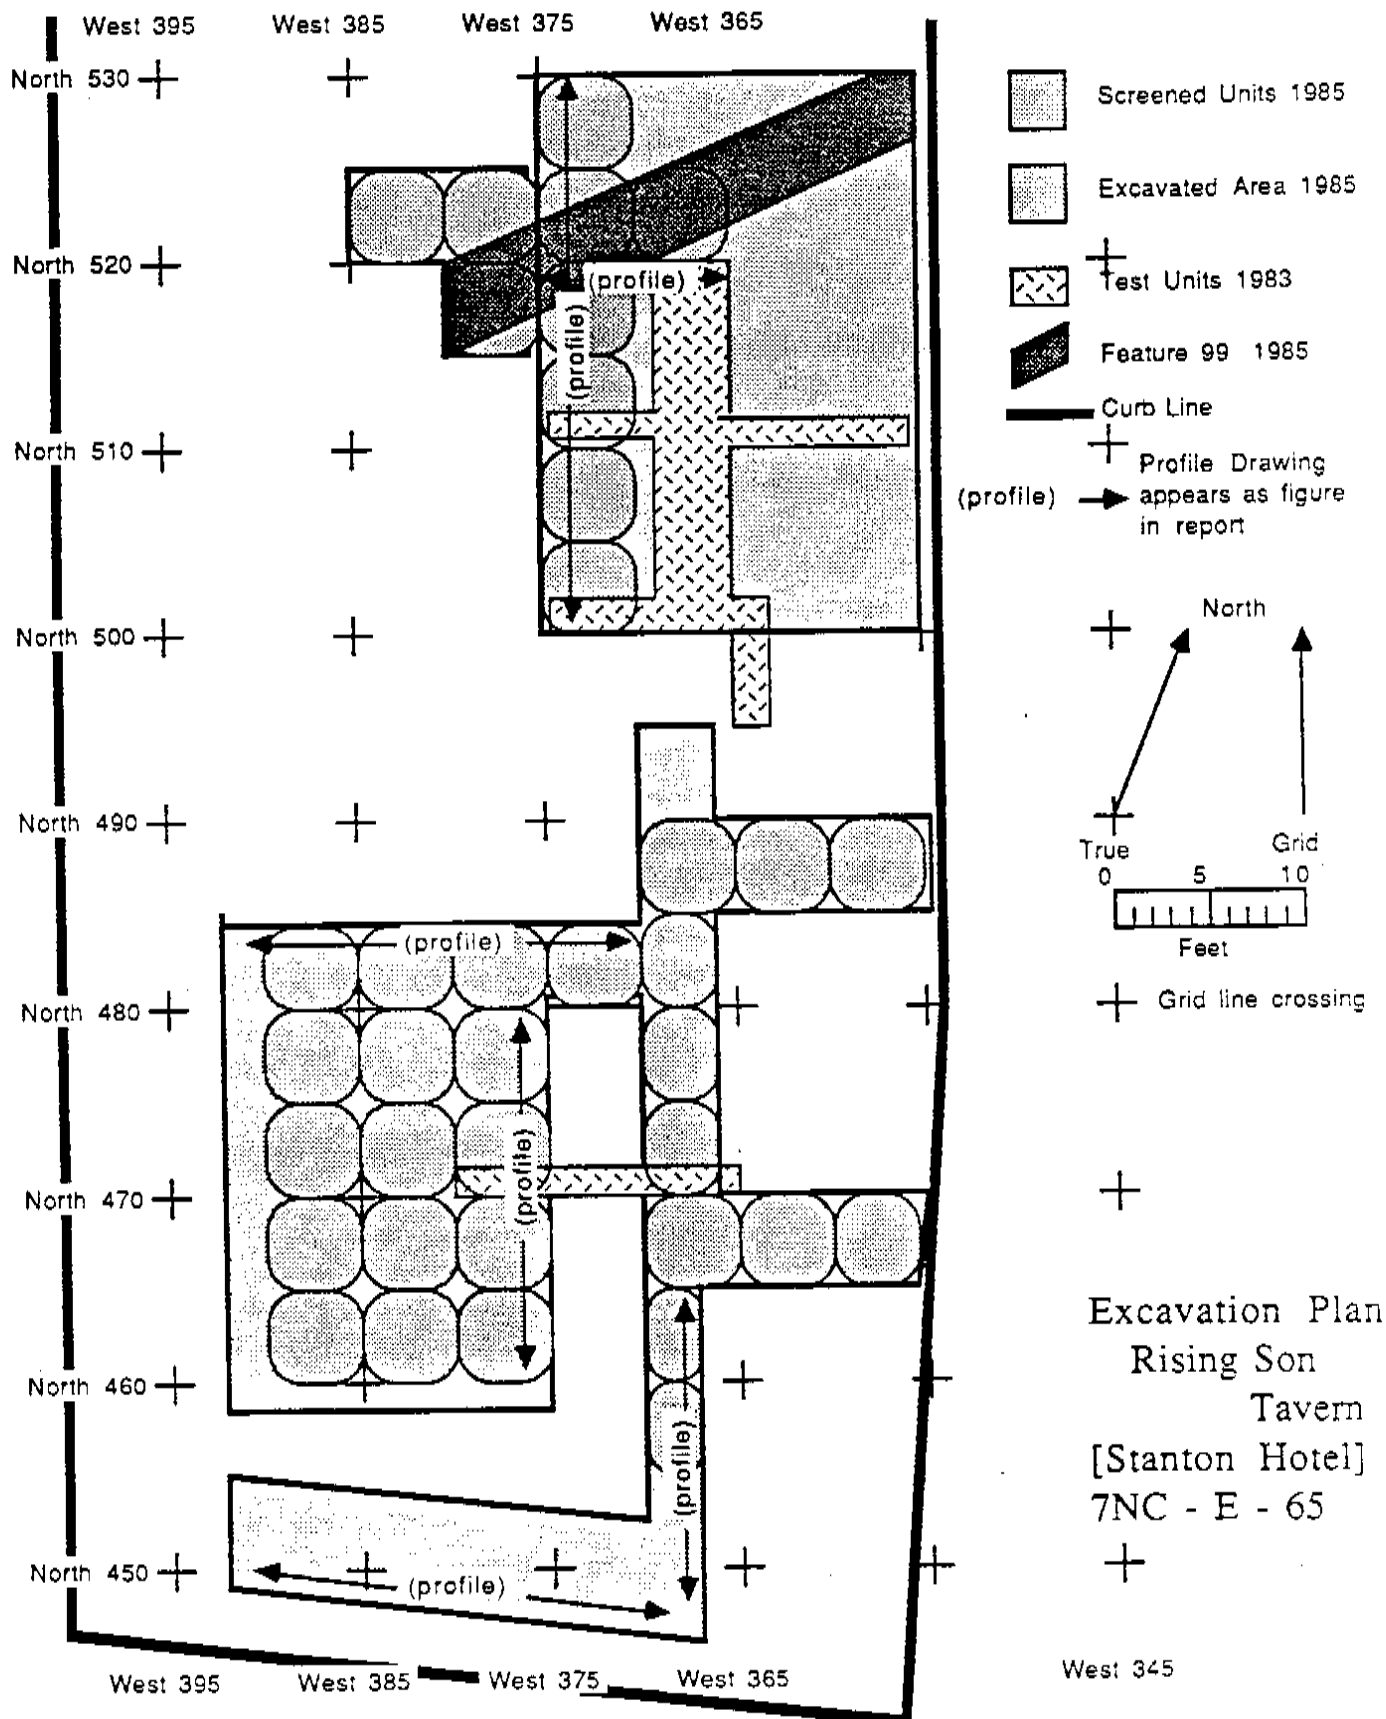 West 395 West 385 West 375 West 365
North 530
Screened Units 1985
Excavated Area 1985
North 520
(profile)
Test Units 1983
(profile)
Feature 99 1985
Curb Line
North 510
(profile)
Profile Drawing
appears as figure
in report
North 500
North
North 490
True
Grid
0 5 10
Feet
(profile)
North 480
Grid line crossing
(profile)
North 470
North 460
Excavation Plan
Rising Son
Tavern
[Stanton Hotel]
7NC - E - 65
(profile)
North 450
(profile)
West 395 West 385 West 375 West 365 West 345